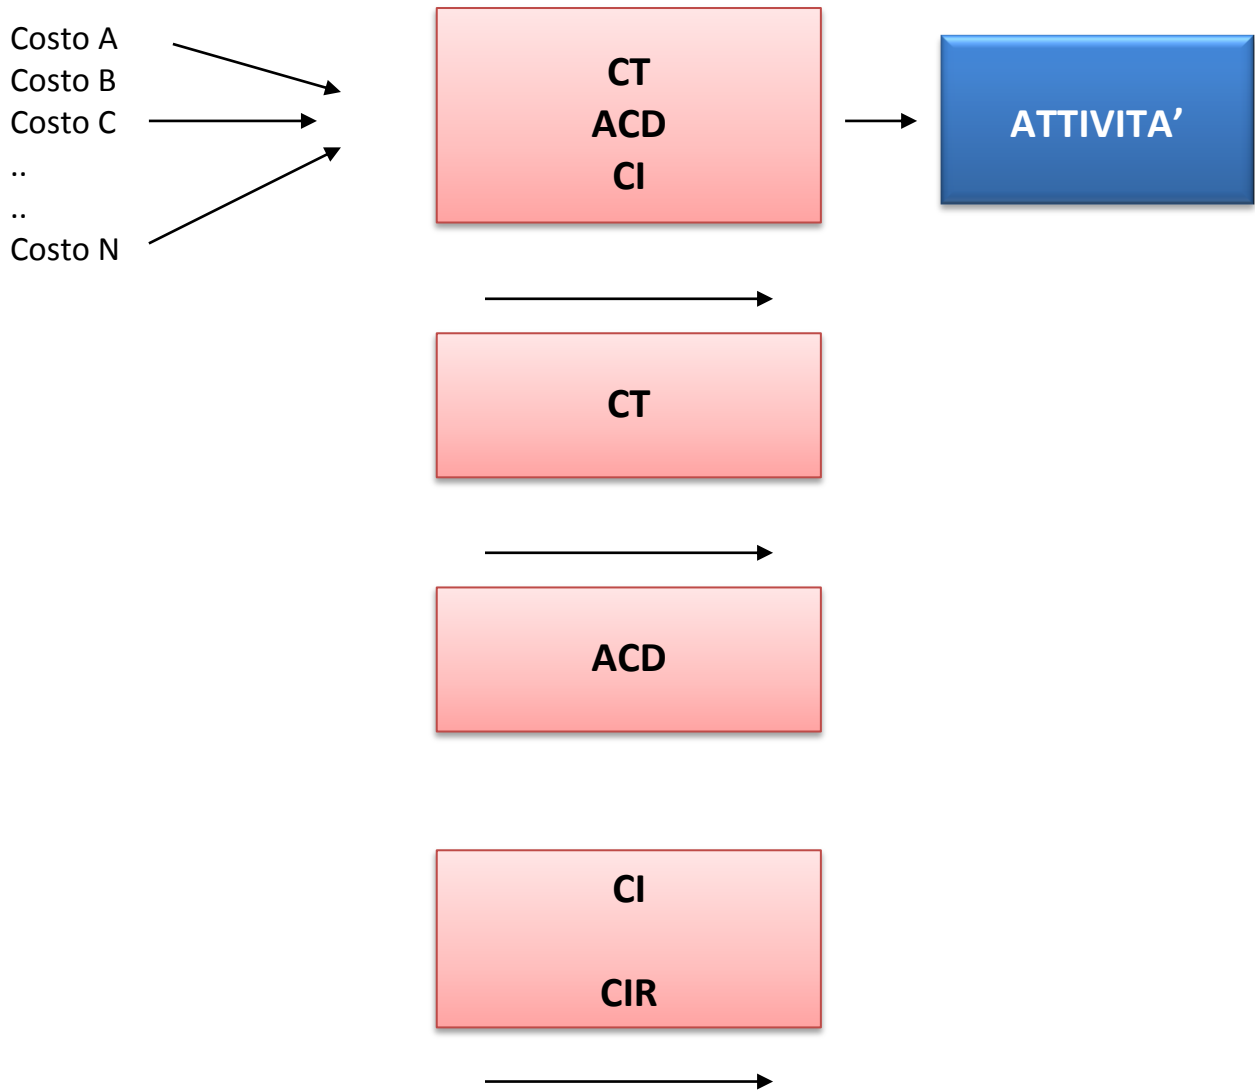 Costo A
Costo B
Costo C
..
..
Costo N
CT
ACD
CI
ATTIVITA’
CT
ACD
CI
CIR